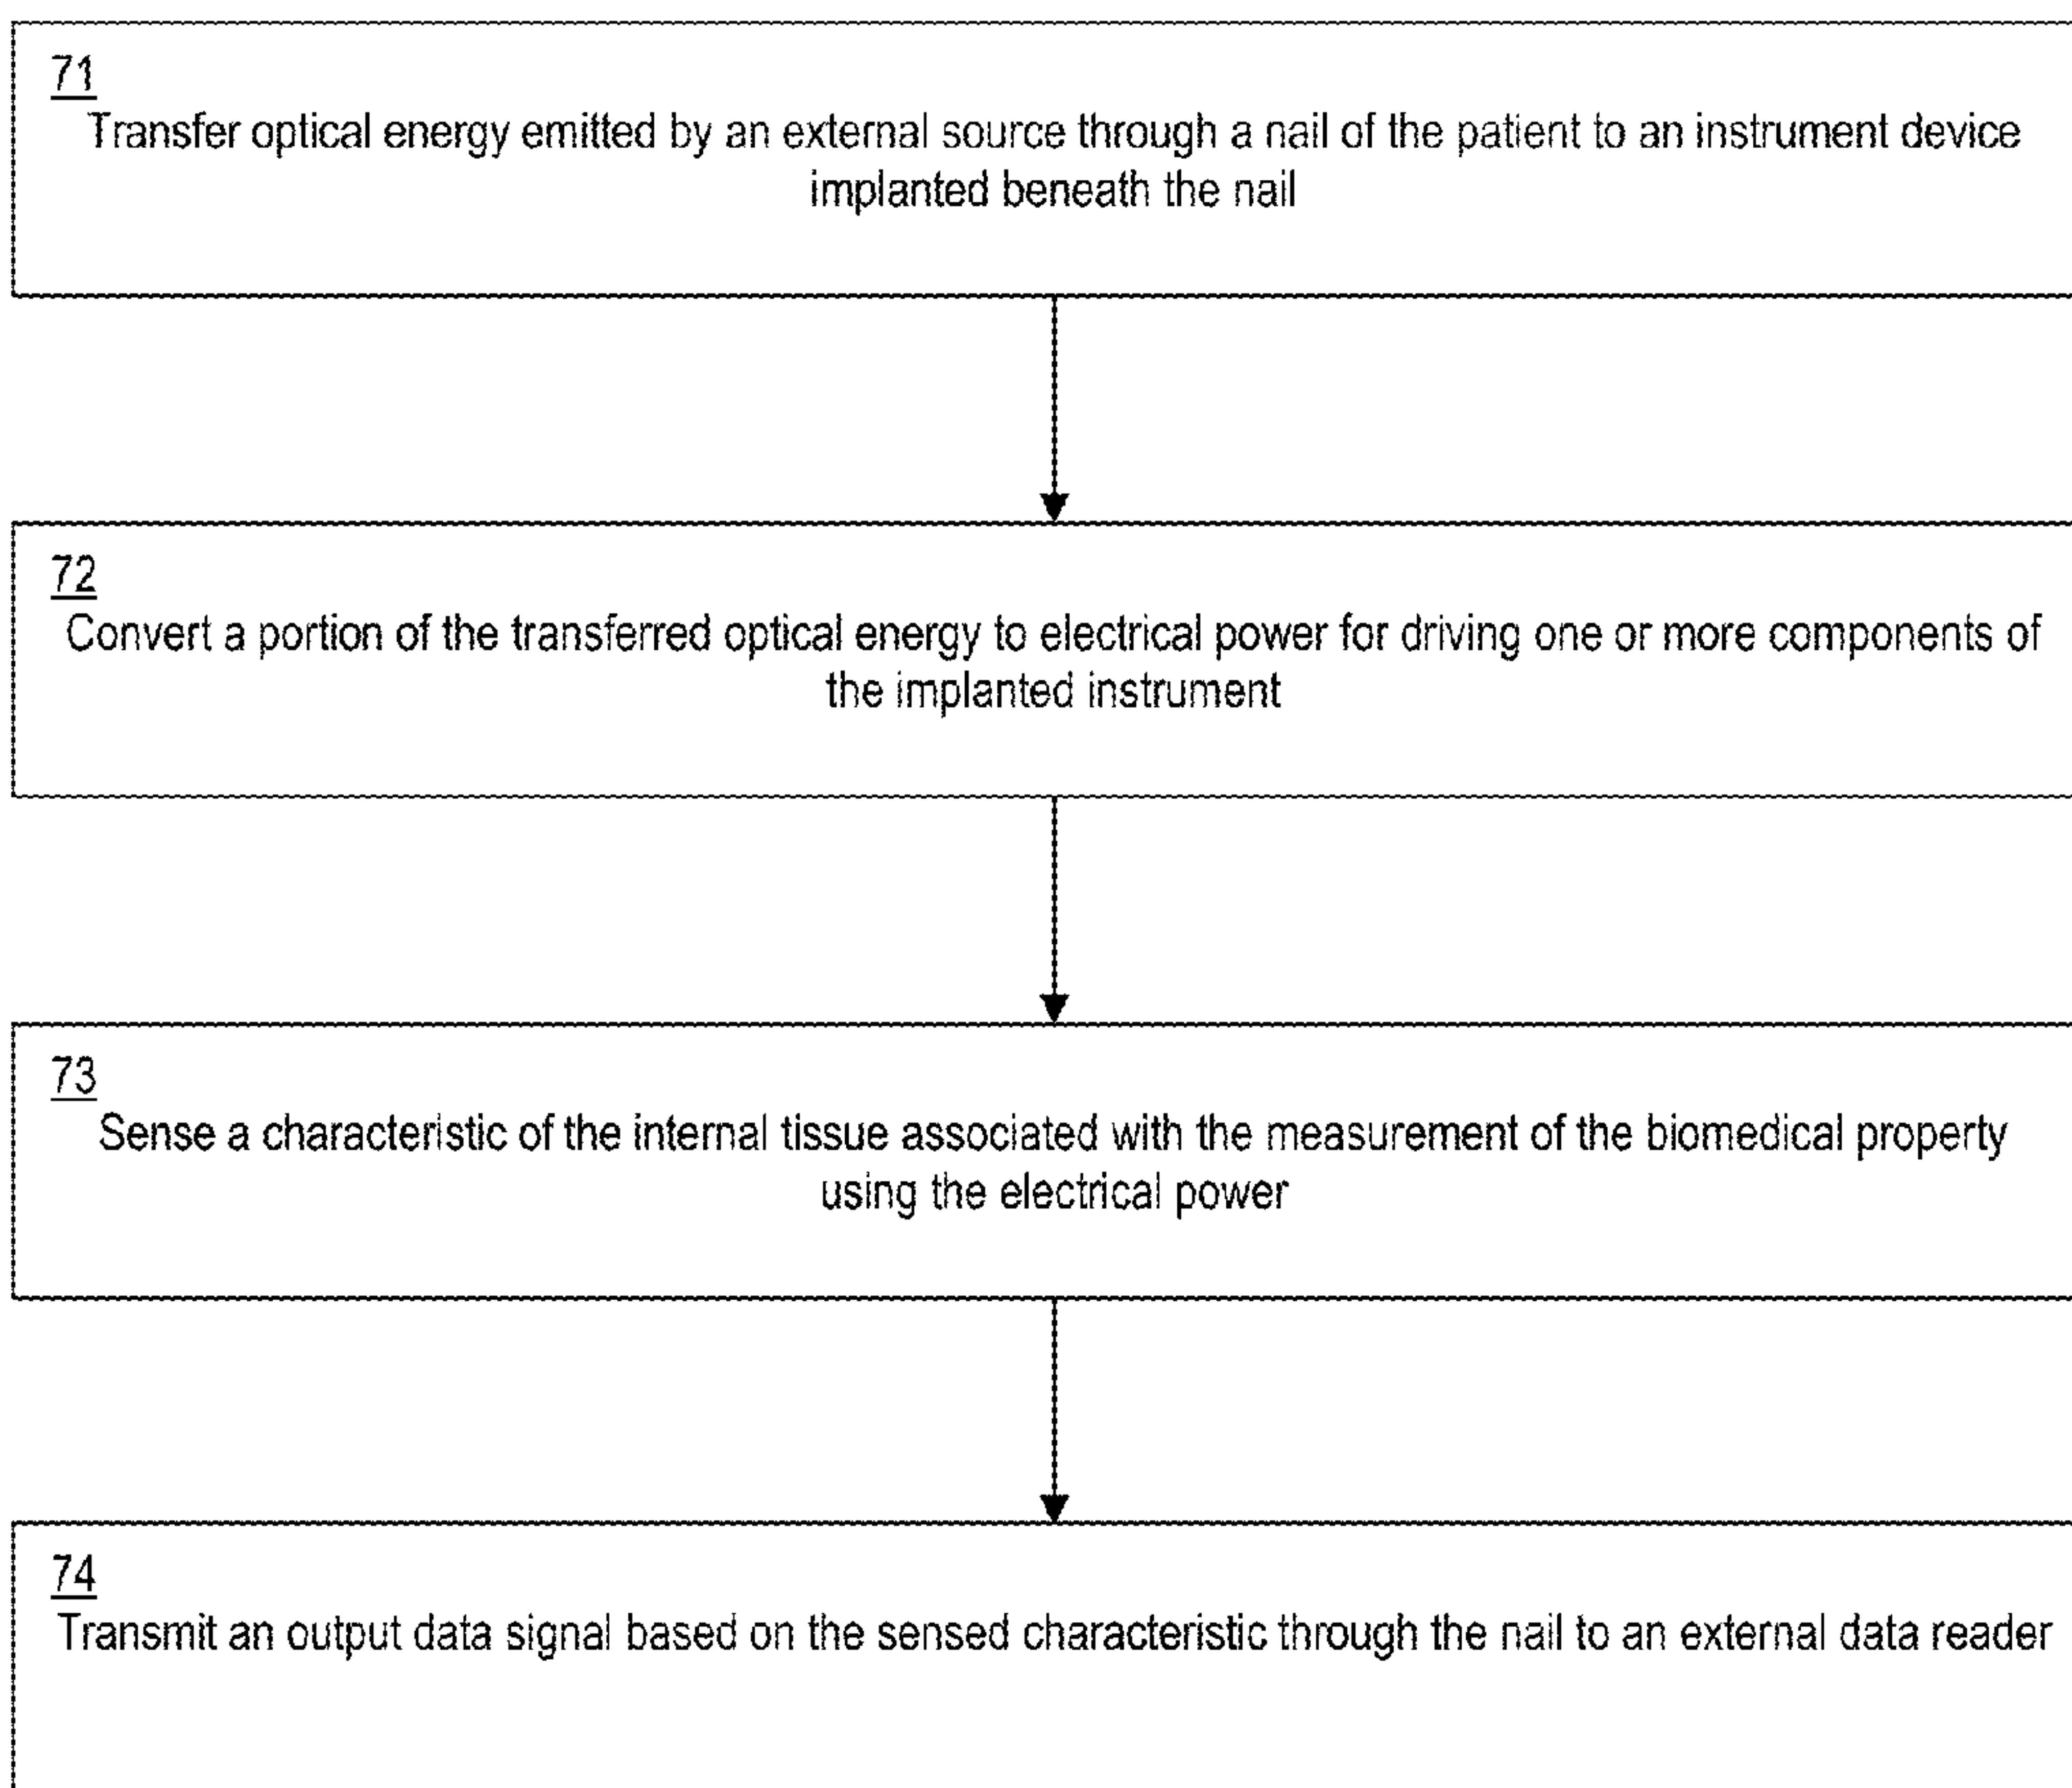 71
Transfer optical energy emitted by an external source through a nail of the patient to an instrument device
implanted beneath the nail
72
Convert a portion of the transferred optical energy to electrical power for driving one or more components of
the implanted instrument
73
Sense a characteristic of the internal tissue associated with the measurement of the biomedical property
using the electrical power
74
Transmit an output data signal based on the sensed characteristic through the nail to an external data reader